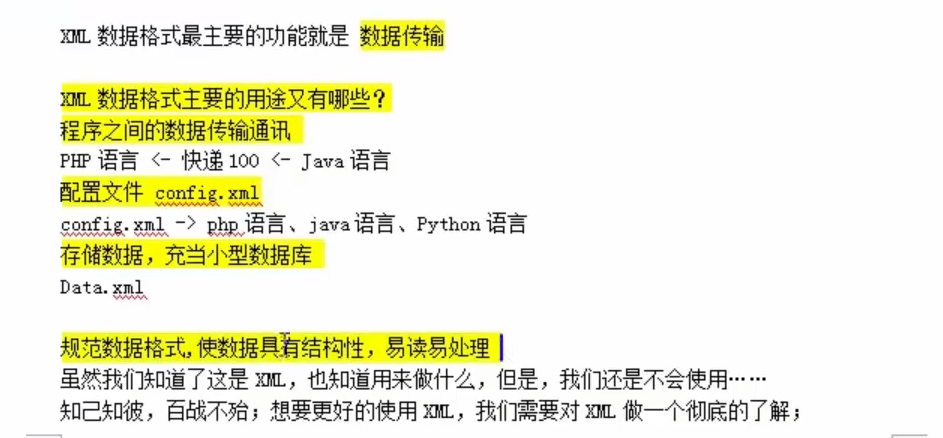 XML 数据格式最主要的功能就是 数据传输
XML 数据格式主要的用途又有哪些？
程序之间的数据传输通讯
PHP 语言 <- 快递 100 <- Java 语言
配置文件 config.xml
config.xml -> php 语言、java 语言、Python 语言
存储数据，充当小型数据库
Data.xml
规范数据格式,使数据具有结构性，易读易处理
虽然我们知道了这是 XML，也知道用来做什么，但是，我们还是不会使用……
知己知彼，百战不殆；想要更好的使用 XML，我们需要对 XML 做一个彻底的了解；